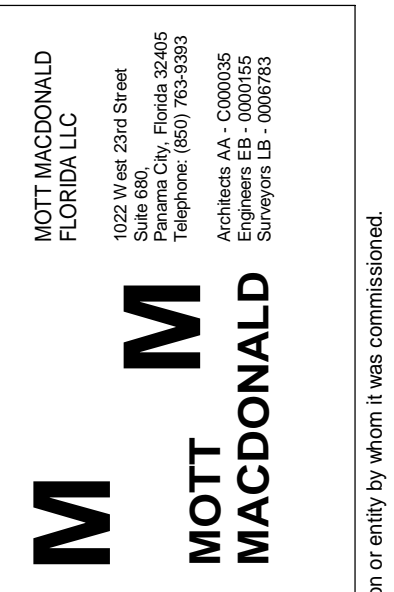 M
M
MOTT
MACDONALD
MOTT MACDONALD
FLORIDA LLC
1022 West 23rd Street
Suite 680,
Panama City, Florida 32405
Telephone: (850) 763-9393
Architects AA - C000035
Engineers EB - 0000155
Surveyors LB - 0006783
on or entity by whom it was commissioned.